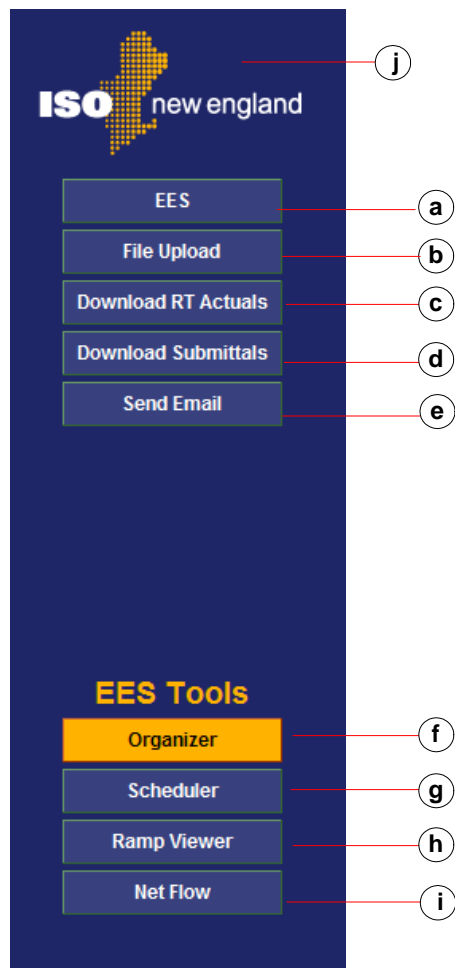 j
ISO new england
EES a
File Upload b
Download RT Actuals c
Download Submittals d
Send Email e
EES Tools
Organizer f
Scheduler g
Ramp Viewer h
Net Flow i